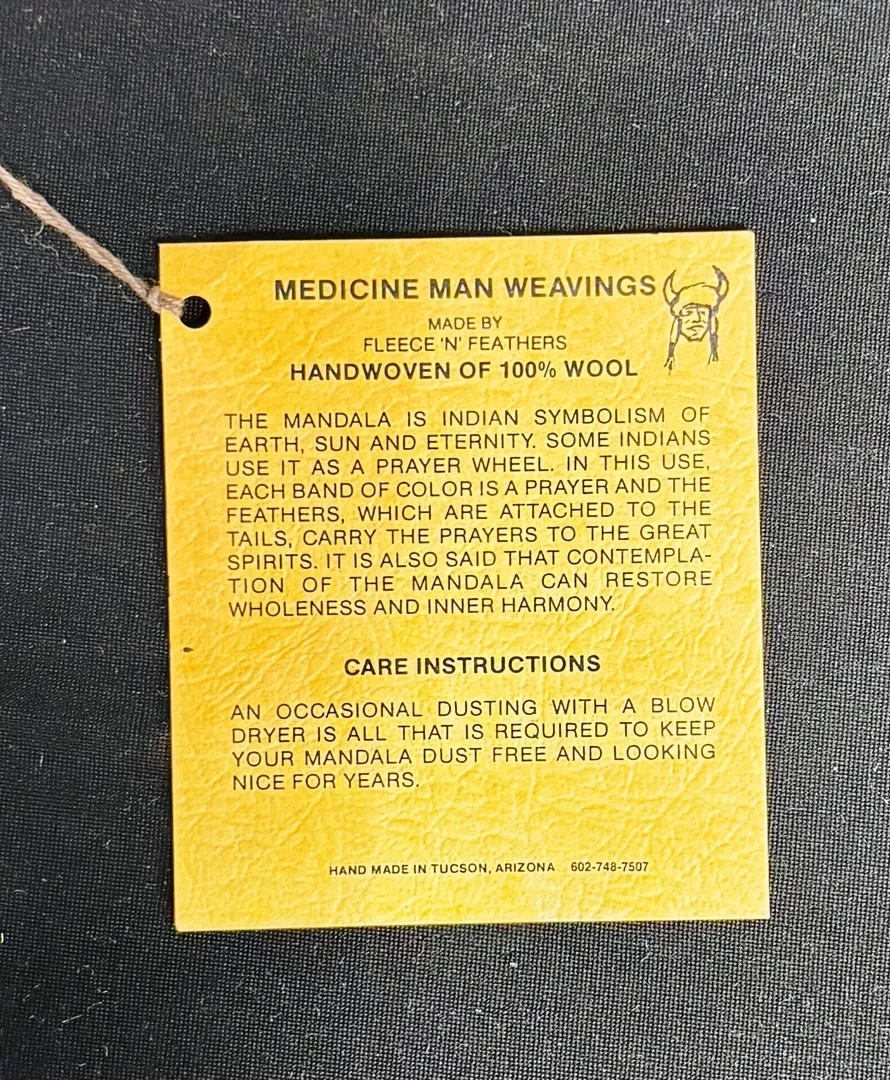 MEDICINE MAN WEAVINGS
MADE BY
FLEECE 'N' FEATHERS
HANDWOVEN OF 100% WOOL
THE MANDALA IS INDIAN SYMBOLISM OF
EARTH, SUN AND ETERNITY. SOME INDIANS
USE IT AS A PRAYER WHEEL. IN THIS USE,
EACH BAND OF COLOR IS A PRAYER AND THE
FEATHERS, WHICH ARE ATTACHED TO THE
TAILS, CARRY THE PRAYERS TO THE GREAT
SPIRITS. IT IS ALSO SAID THAT CONTEMPLA-
TION OF THE MANDALA CAN RESTORE
WHOLENESS AND INNER HARMONY.
CARE INSTRUCTIONS
AN OCCASIONAL DUSTING WITH A BLOW
DRYER IS ALL THAT IS REQUIRED TO KEEP
YOUR MANDALA DUST FREE AND LOOKING
NICE FOR YEARS.
HAND MADE IN TUCSON, ARIZONA 602-748-7507